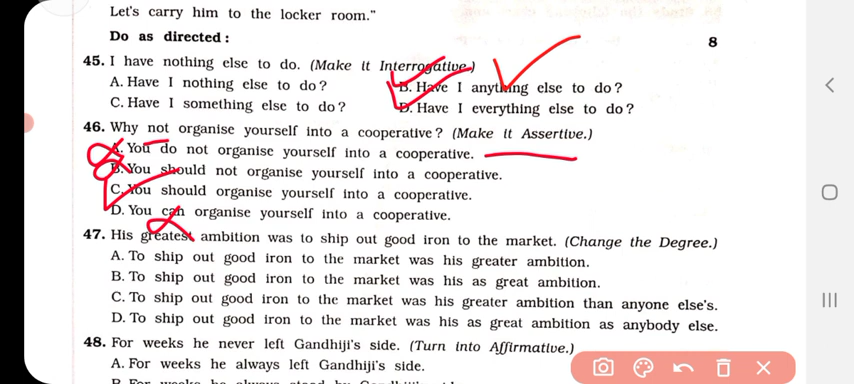 Let's carry him to the locker room."
Do as directed :
8
45. I have nothing else to do. (Make it Interrogative.)
A. Have I nothing else to do ? B. Have I anything else to do ?
C. Have I something else to do ? D. Have I everything else to do ?
46. Why not organise yourself into a cooperative ? (Make it Assertive.)
A. You do not organise yourself into a cooperative.
B. You should not organise yourself into a cooperative.
C. You should organise yourself into a cooperative.
D. You can organise yourself into a cooperative.
47. His greatest ambition was to ship out good iron to the market. (Change the Degree.)
A. To ship out good iron to the market was his greater ambition.
B. To ship out good iron to the market was his as great ambition.
C. To ship out good iron to the market was his greater ambition than anyone else's.
D. To ship out good iron to the market was his as great ambition as anybody else.
48. For weeks he never left Gandhiji's side. (Turn into Affirmative.)
A. For weeks he always left Gandhiji's side.